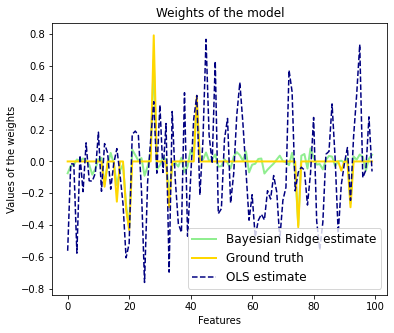 Weights of the model
Values of the weights
0.8
0.6
0.4
0.2
0.0
−0.2
−0.4
−0.6
−0.8
Bayesian Ridge estimate
Ground truth
OLS estimate
0 20 40 60 80 100
Features